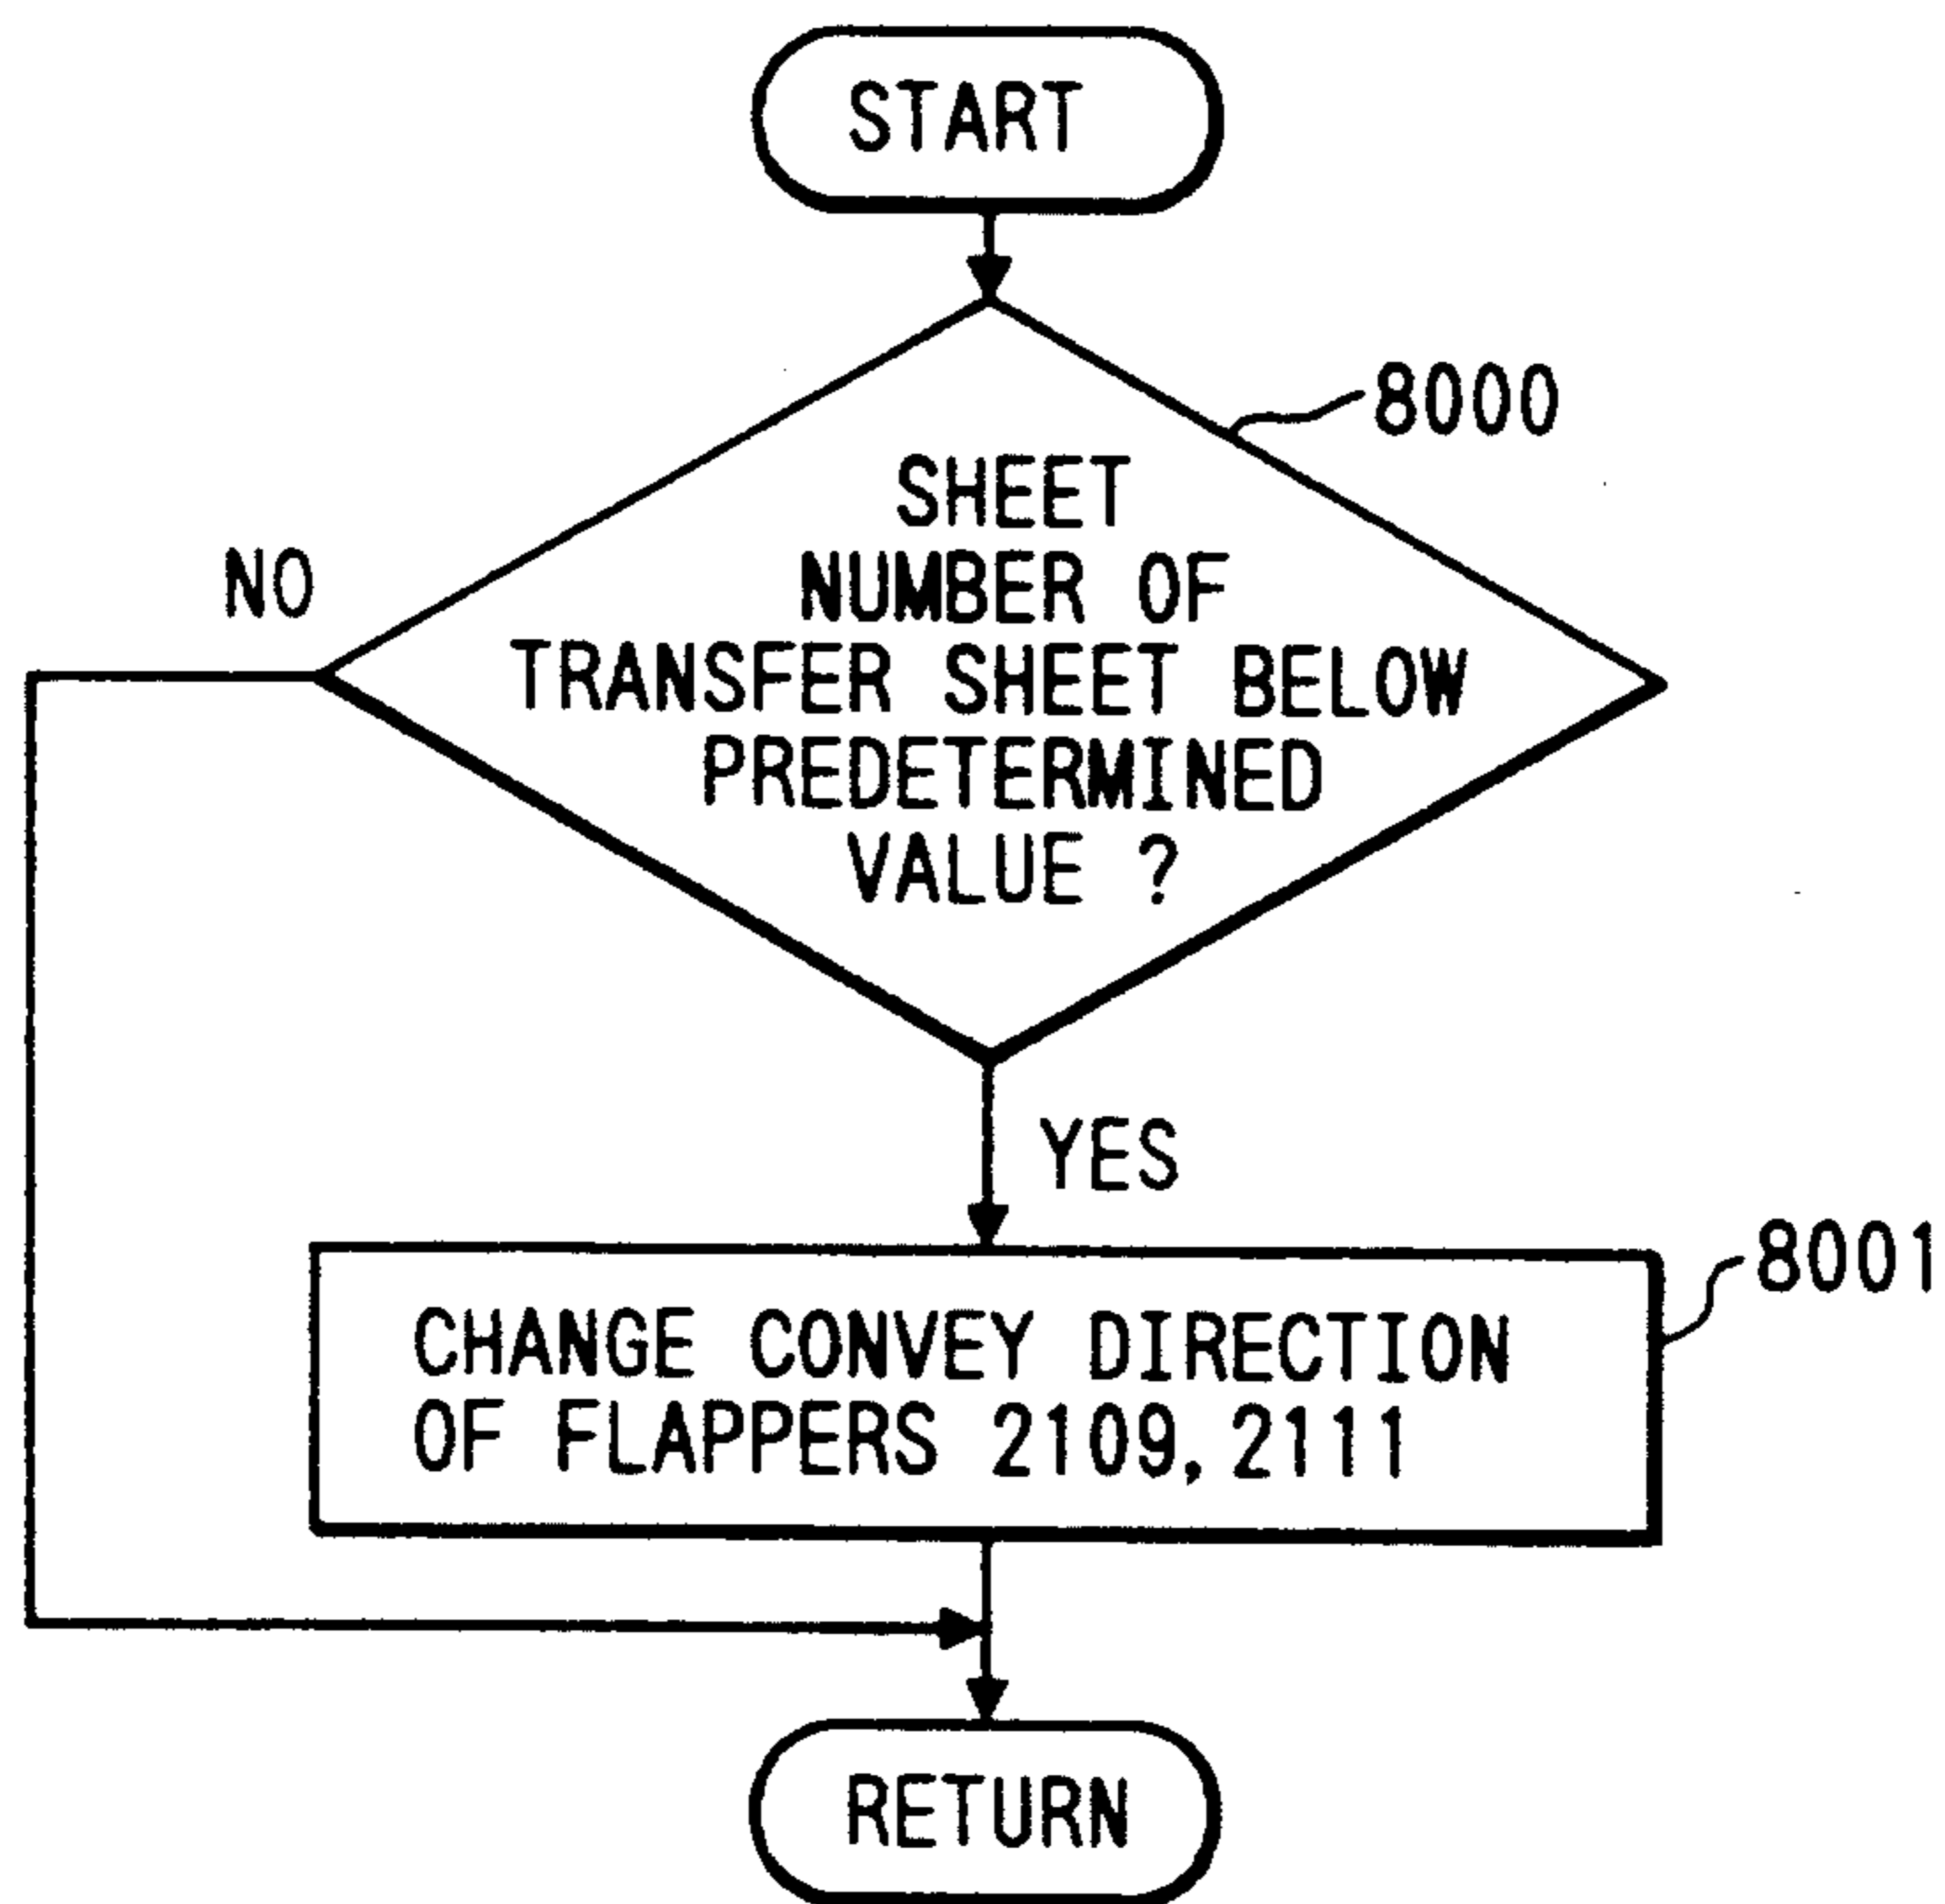 START
8000
SHEET
NUMBER OF
TRANSFER SHEET BELOW
PREDETERMINED
VALUE ?
NO
YES
8001
CHANGE CONVEY DIRECTION
OF FLAPPERS 2109,2111
RETURN